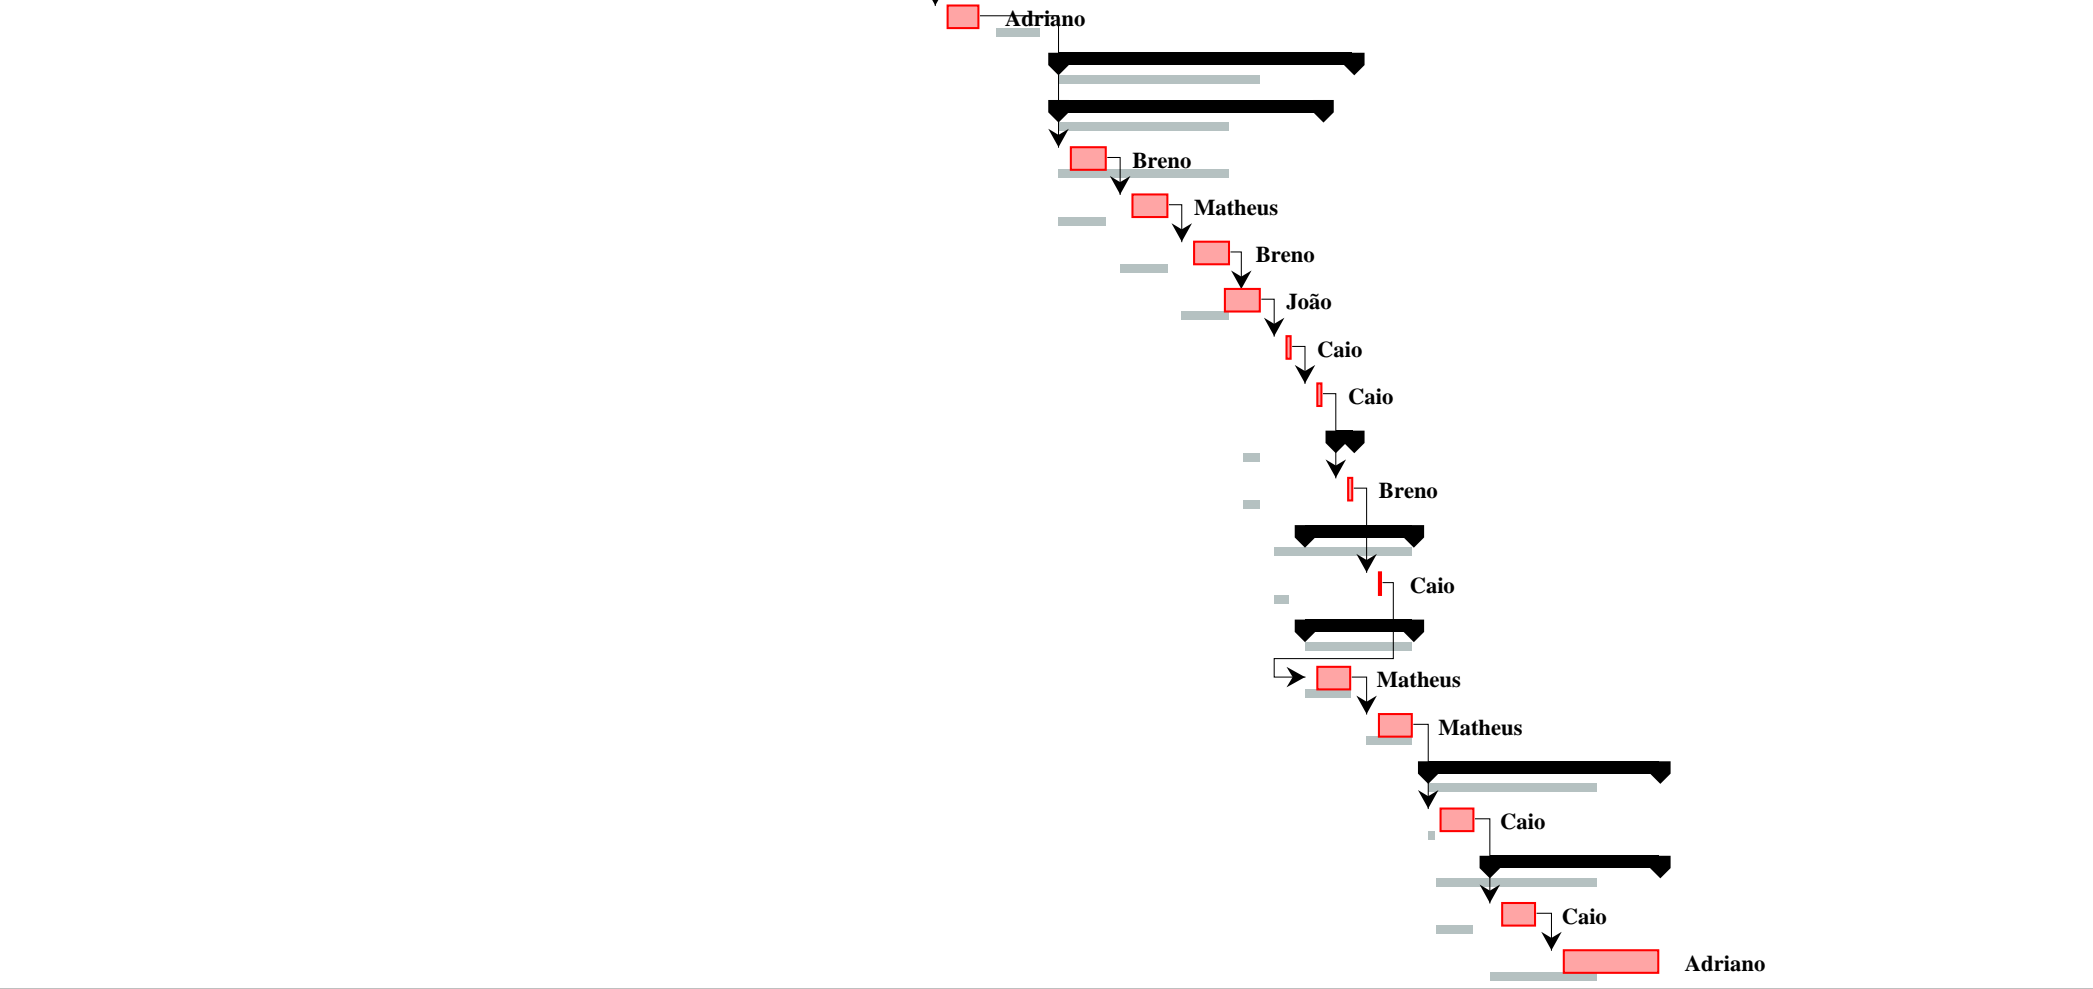 Adriano
Breno
Matheus
Breno
João
Caio
Caio
Breno
Caio
Matheus
Matheus
Caio
Caio
Adriano